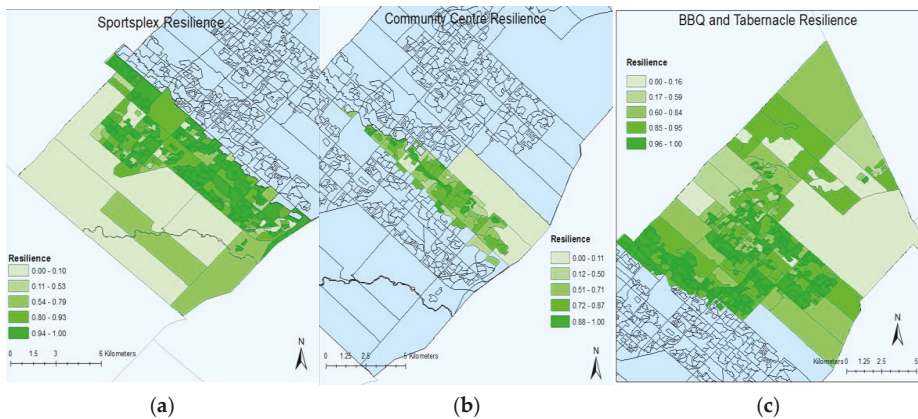 Sportsplex Resilience
Resilience
0.00 - 0.10
0.11 - 0.53
0.54 - 0.79
0.80 - 0.93
0.94 - 1.00
0 1.5 3 6 Kilometers
N
(a)
Community Centre Resilience
Resilience
0.00 - 0.11
0.12 - 0.50
0.51 - 0.71
0.72 - 0.87
0.88 - 1.00
0 1.25 2.5 5 Kilometers
N
(b)
BBQ and Tabernacle Resilience
Resilience
0.00 - 0.16
0.17 - 0.59
0.60 - 0.84
0.85 - 0.95
0.96 - 1.00
Kilometers
0 1.25 2.5 5
N
(c)